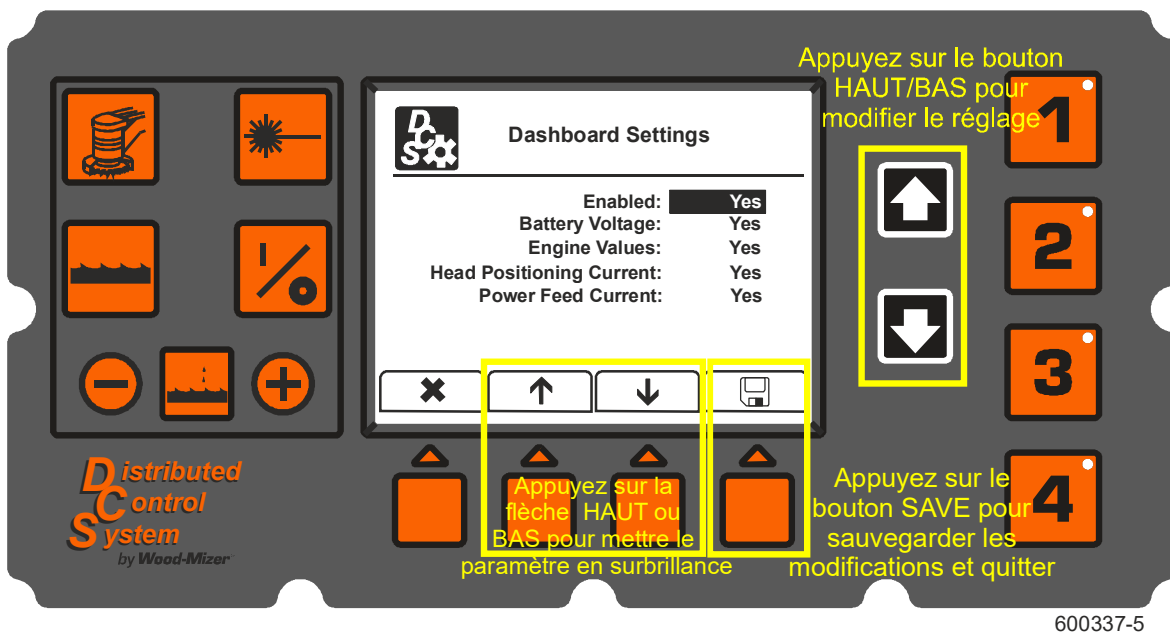 Appuyez sur le bouton
HAUT/BAS pour
modifier le réglage
1
DCS
Dashboard Settings
Enabled: Yes
Battery Voltage: Yes
Engine Values: Yes
Head Positioning Current: Yes
Power Feed Current: Yes
2
3
4
Distributed
Control
System
by Wood-Mizer
Appuyez sur la
flèche HAUT ou
BAS pour mettre le
paramètre en surbrillance
Appuyez sur le
bouton SAVE pour
sauvegarder les
modifications et quitter
600337-5